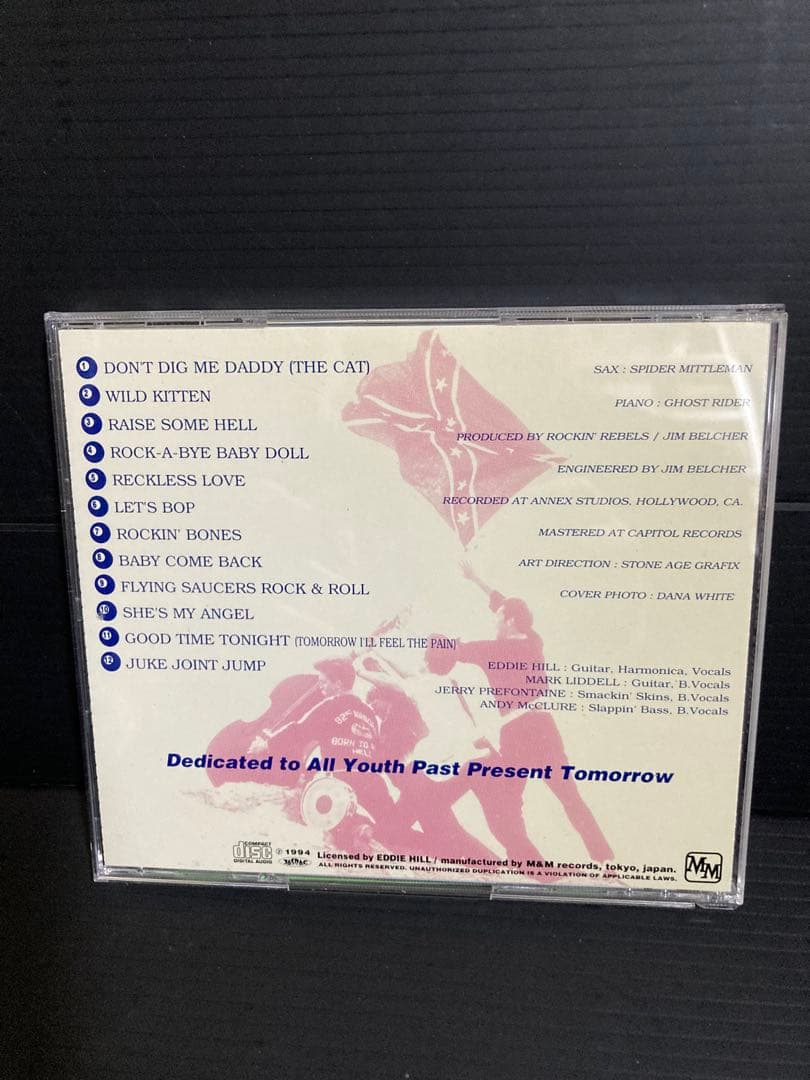 1 DON'T DIG ME DADDY (THE CAT)
2 WILD KITTEN
3 RAISE SOME HELL
4 ROCK-A-BYE BABY DOLL
5 RECKLESS LOVE
6 LET'S BOP
7 ROCKIN' BONES
8 BABY COME BACK
9 FLYING SAUCERS ROCK & ROLL
10 SHE'S MY ANGEL
11 GOOD TIME TONIGHT (TOMORROW I'LL FEEL THE PAIN)
12 JUKE JOINT JUMP
SAX : SPIDER MITTLEMAN
PIANO : GHOST RIDER
PRODUCED BY ROCKIN' REBELS / JIM BELCHER
ENGINEERED BY JIM BELCHER
RECORDED AT ANNEX STUDIOS, HOLLYWOOD, CA.
MASTERED AT CAPITOL RECORDS
ART DIRECTION : STONE AGE GRAFIX
COVER PHOTO : DANA WHITE
EDDIE HILL : Guitar, Harmonica, Vocals
MARK LIDDELL : Guitar, B.Vocals
JERRY PREFONTAINE : Smackin' Skins, B.Vocals
ANDY McCLURE : Slappin' Bass, B.Vocals
BORN TO
HELL
Dedicated to All Youth Past Present Tomorrow
COMPACT
disc
DIGITAL AUDIO
℗ 1994
Licensed by EDDIE HILL / manufactured by M&M records, tokyo, japan.
ALL RIGHTS RESERVED. UNAUTHORIZED DUPLICATION IS A VIOLATION OF APPLICABLE LAWS.
MM